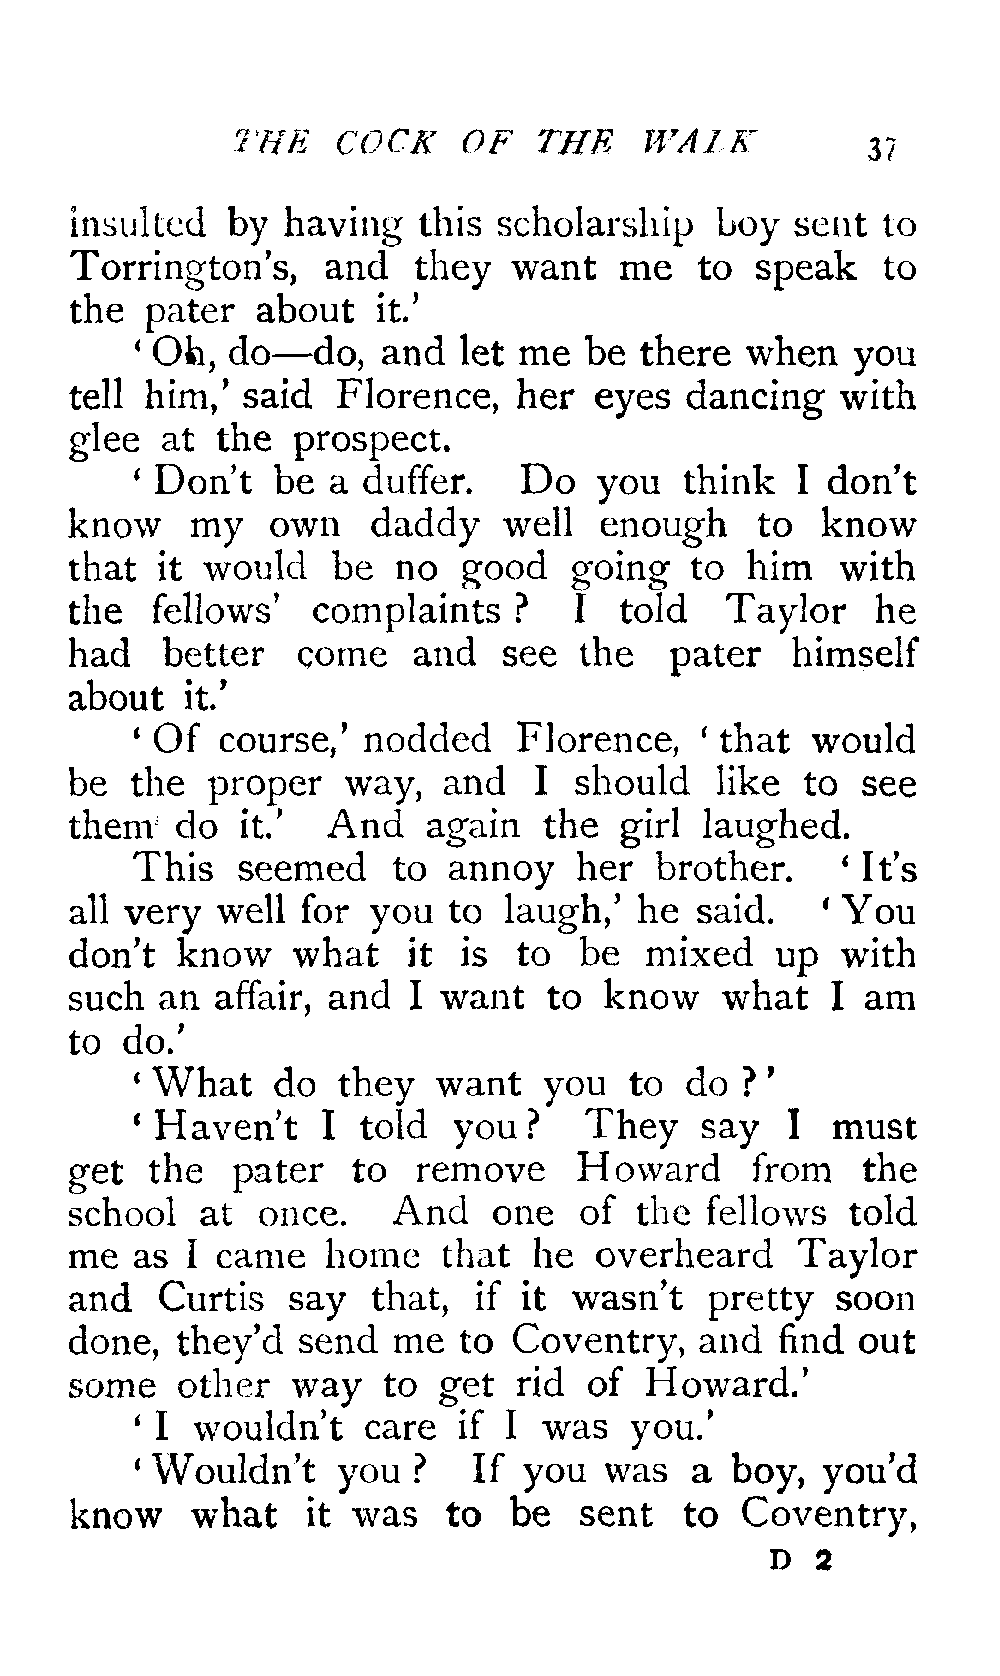 THE COCK OF THE WALK 37
insulted by having this scholarship boy sent to
Torrington's, and they want me to speak to
the pater about it.'
' Oh, do—do, and let me be there when you
tell him,' said Florence, her eyes dancing with
glee at the prospect.
' Don't be a duffer. Do you think I don't
know my own daddy well enough to know
that it would be no good going to him with
the fellows' complaints ? I told Taylor he
had better come and see the pater himself
about it.'
' Of course,' nodded Florence, ' that would
be the proper way, and I should like to see
them do it.' And again the girl laughed.
This seemed to annoy her brother. ' It's
all very well for you to laugh,' he said. ' You
don't know what it is to be mixed up with
such an affair, and I want to know what I am
to do.'
' What do they want you to do ? '
' Haven't I told you ? They say I must
get the pater to remove Howard from the
school at once. And one of the fellows told
me as I came home that he overheard Taylor
and Curtis say that, if it wasn't pretty soon
done, they'd send me to Coventry, and find out
some other way to get rid of Howard.'
' I wouldn't care if I was you.'
' Wouldn't you ? If you was a boy, you'd
know what it was to be sent to Coventry,
D 2